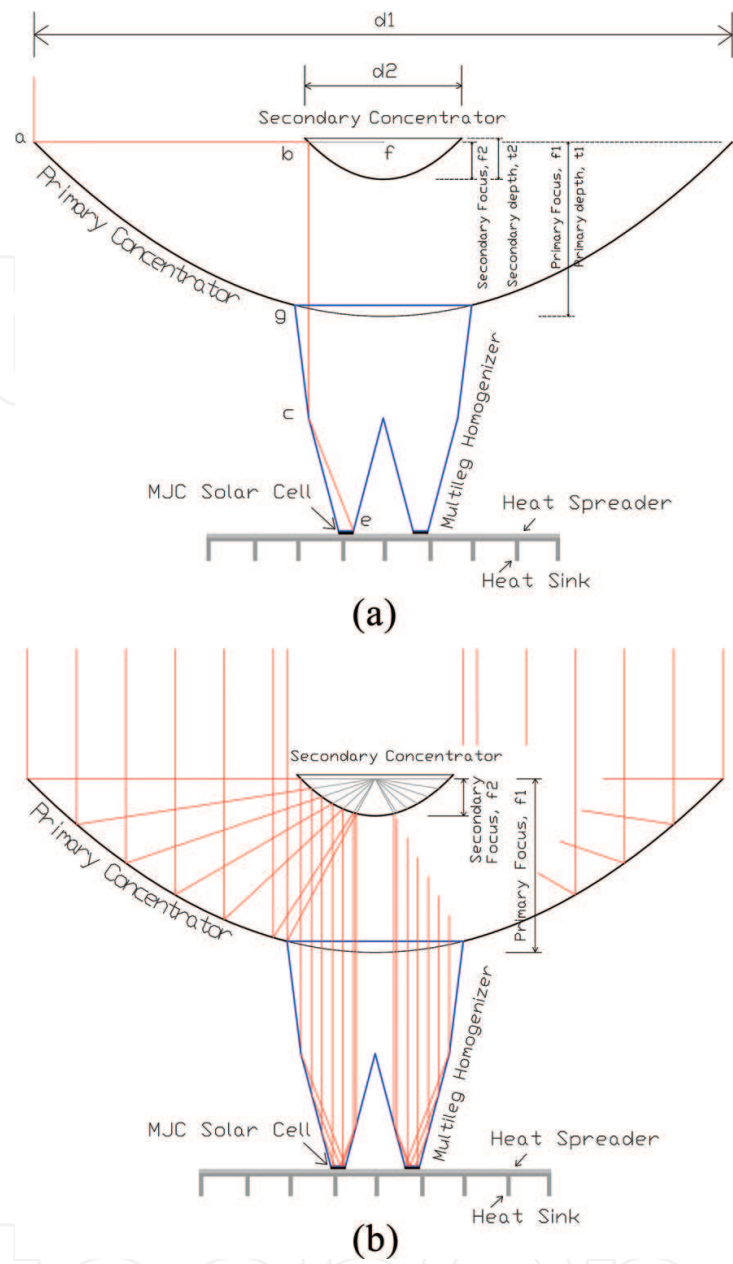 d1
d2
Secondary Concentrator
a
b
f
Secondary Focus, f2
Secondary depth, t2
Primary Focus, f1
Primary depth, t1
Primary Concentrator
g
c
Multileg Homogenizer
MJC Solar Cell
e
Heat Spreader
Heat Sink
(a)
Secondary Concentrator
Secondary
Focus, f2
Primary Focus, f1
Primary Concentrator
Multileg Homogenizer
MJC Solar Cell
Heat Spreader
Heat Sink
(b)